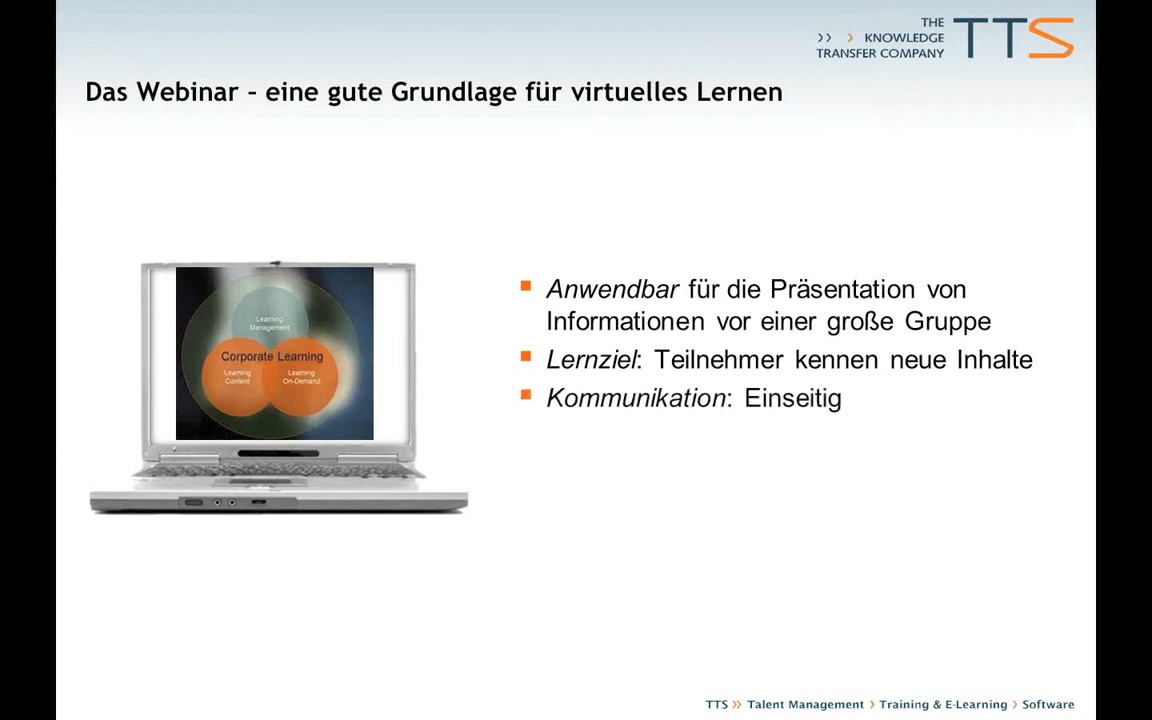 THE
>> > KNOWLEDGE
TRANSFER COMPANY
TTS
Das Webinar – eine gute Grundlage für virtuelles Lernen
Learning
Management
Corporate Learning
Learning
Content
Learning
On-Demand
Anwendbar für die Präsentation von
Informationen vor einer große Gruppe
Lernziel: Teilnehmer kennen neue Inhalte
Kommunikation: Einseitig
TTS >> Talent Management > Training & E-Learning > Software